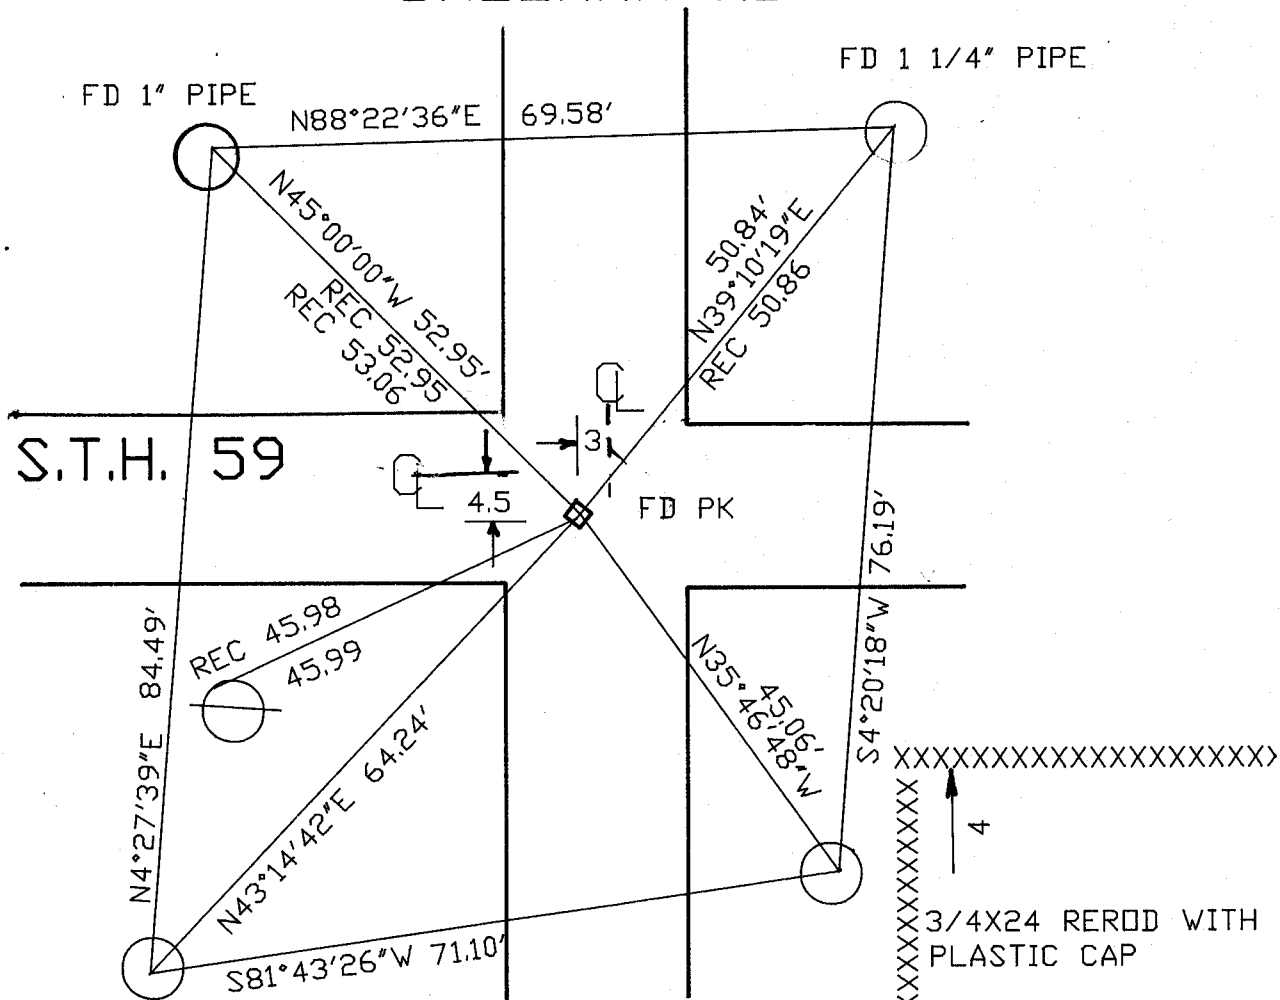 FD 1 1/4" PIPE
FD 1" PIPE
N88°22'36"E 69.58'
N45°00'00"W 52.95'
REC 52.95
REC 53.06
50.84'
N39°10'19"E
REC 50.86
CL
3
S.T.H. 59
CL
4.5
FD PK
S4°20'18"W 76.19'
REC 45.98
45.99
N4°27'39"E 84.49'
N43°14'42"E 64.24'
45.06'
N35°46'48"W
XXXXXXXXXXXXXXXXXXX
4
3/4X24 REROD WITH
PLASTIC CAP
S81°43'26"W 71.10'